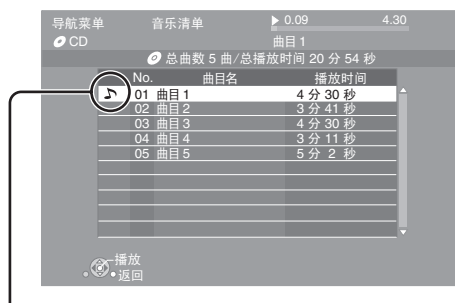 导航菜单 音乐清单 ▶ 0.09 4.30
CD 曲目 1
总曲数 5 曲/总播放时间 20 分 54 秒
No. 曲目名 播放时间
♪ 01 曲目 1 4 分 30 秒
02 曲目 2 3 分 41 秒
03 曲目 3 4 分 30 秒
04 曲目 4 3 分 11 秒
05 曲目 5 5 分 2 秒
播放
返回